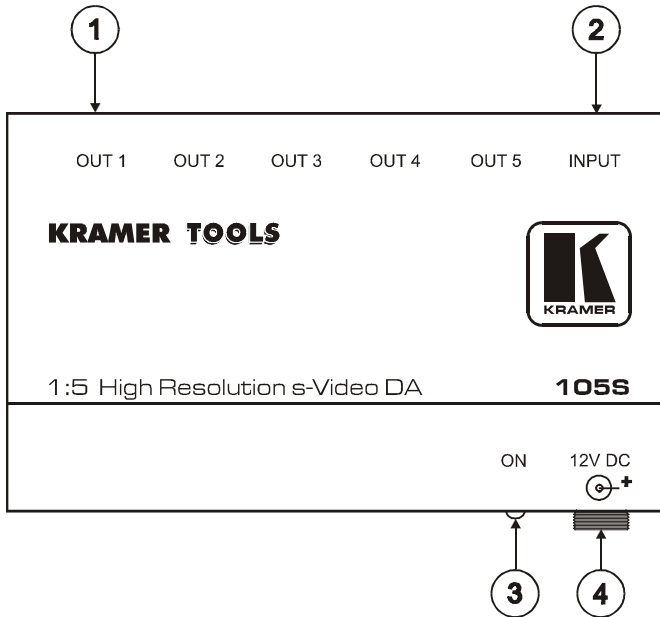 1 2
OUT 1 OUT 2 OUT 3 OUT 4 OUT 5 INPUT
KRAMER TOOLS
KRAMER
1:5 High Resolution s-Video DA 105S
ON 12V DC
+
3 4